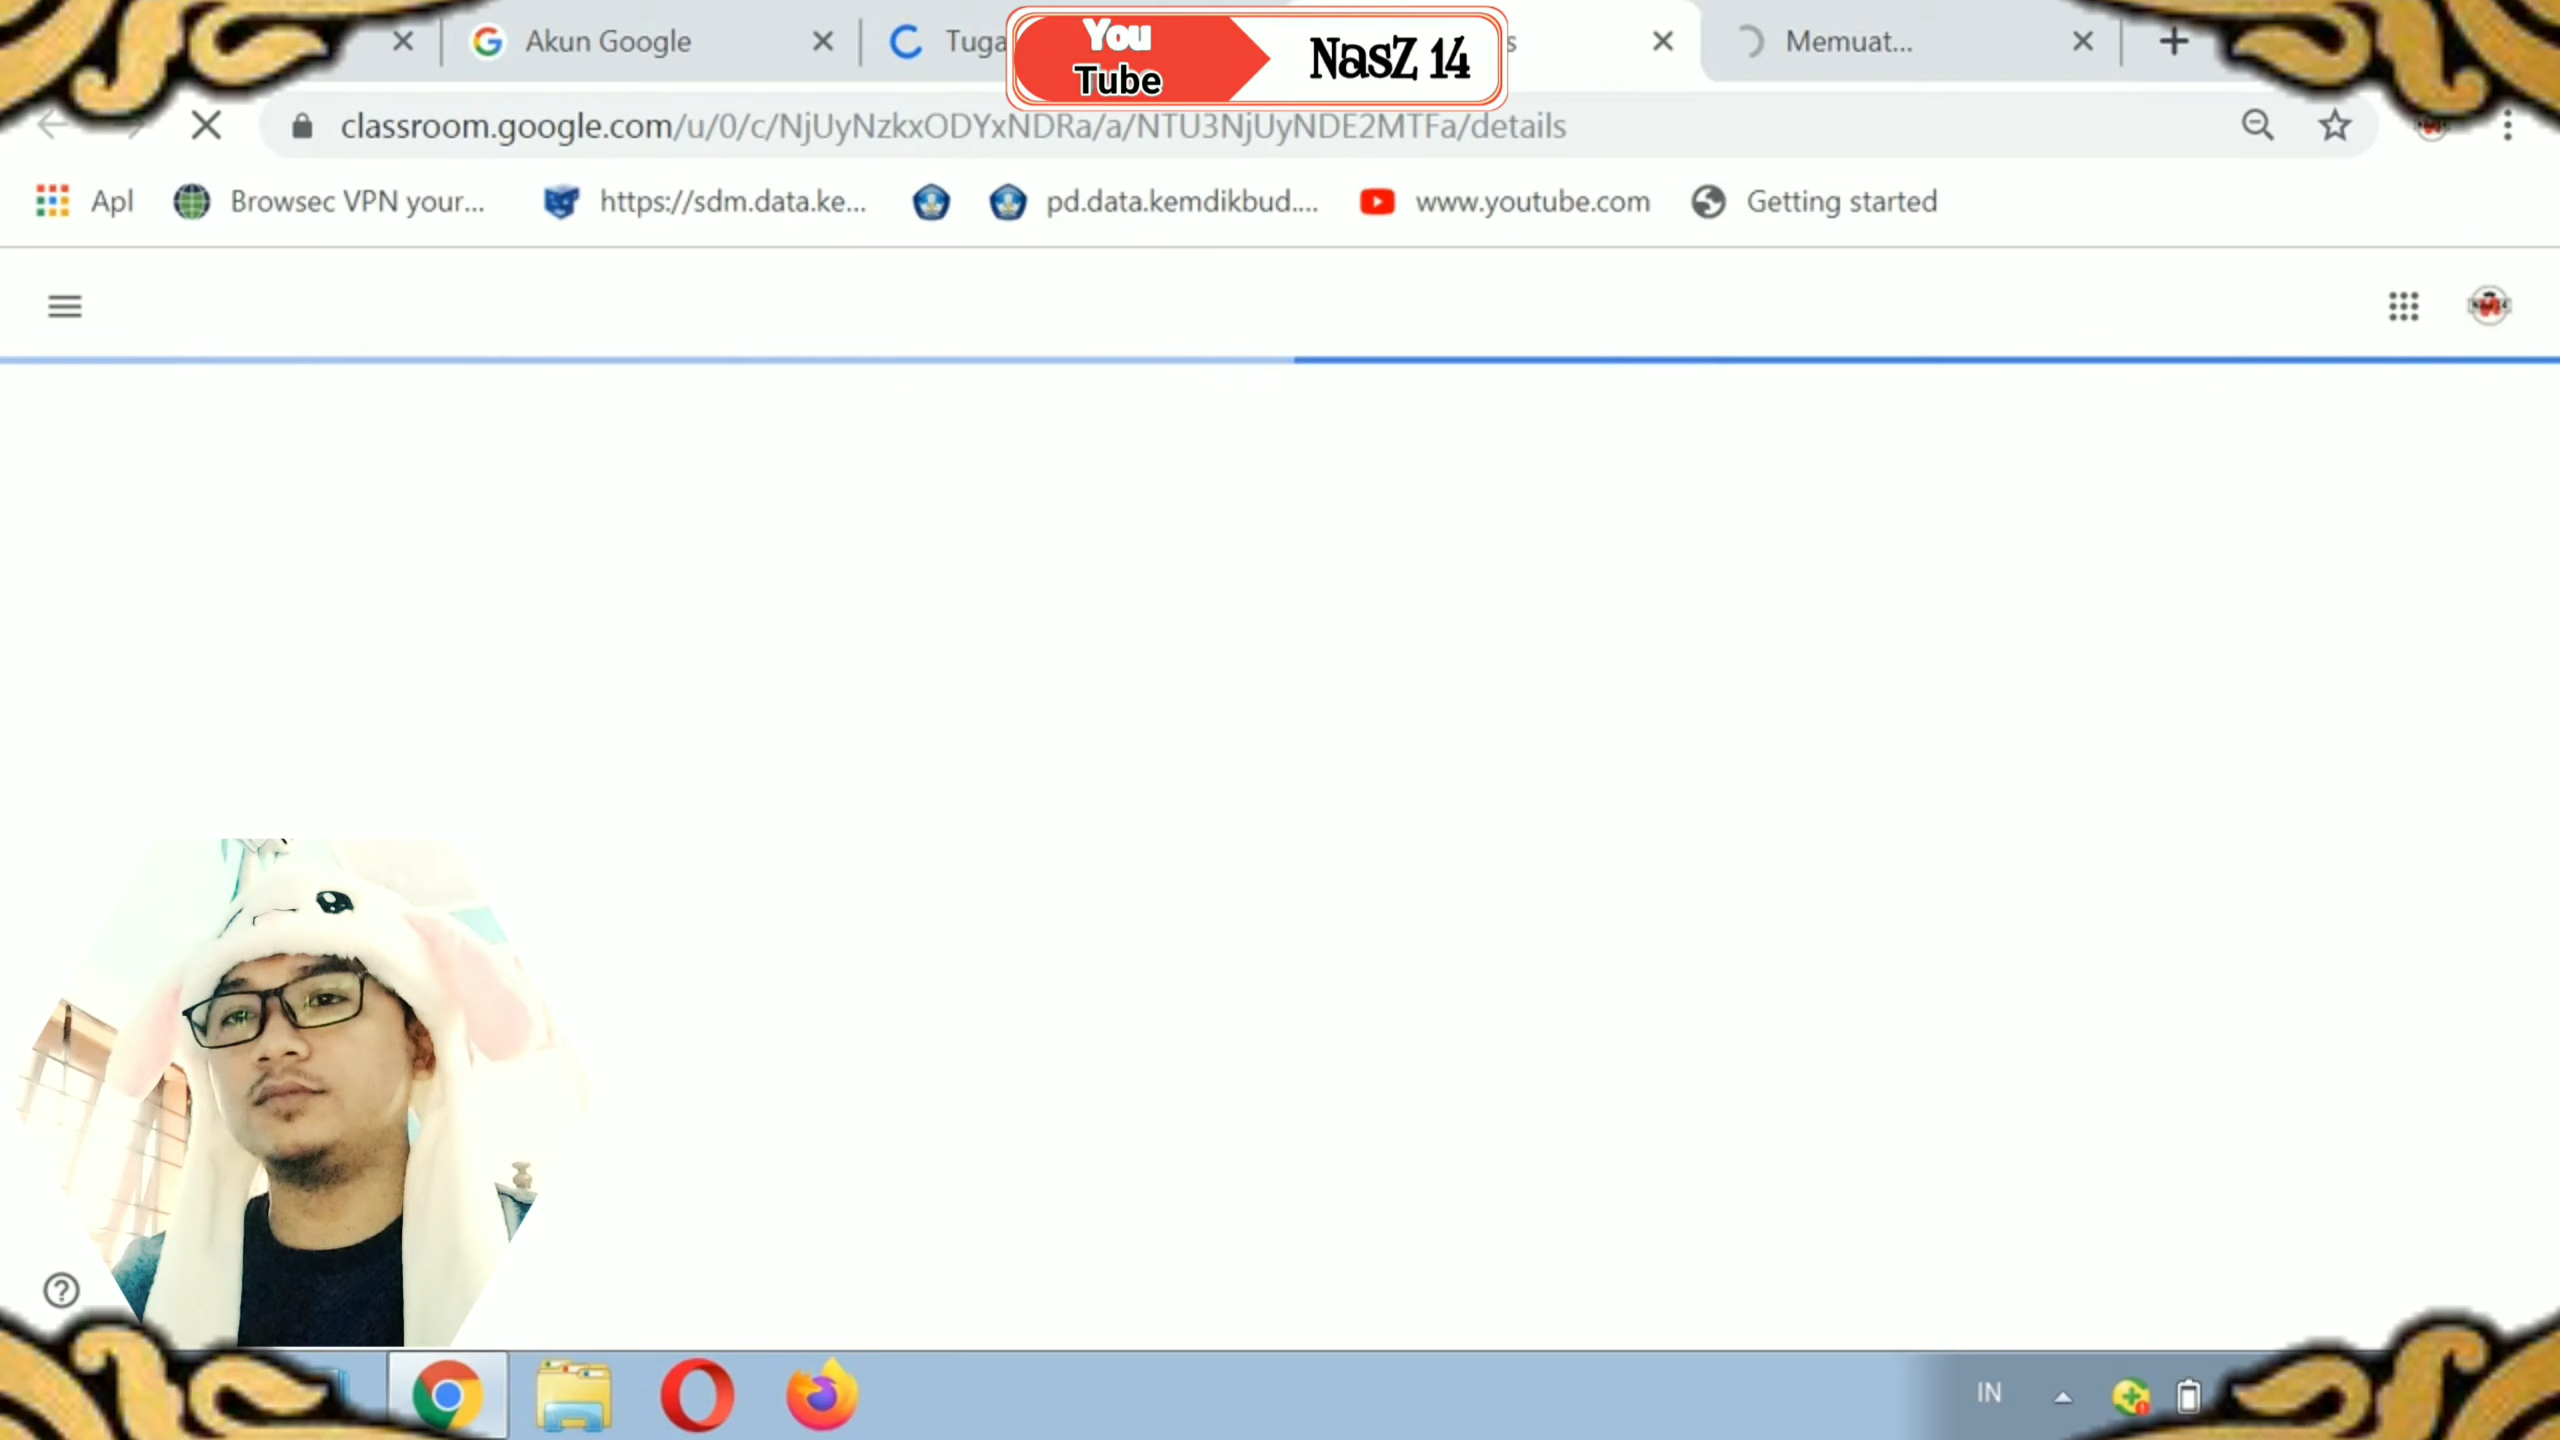 Akun Google
Tuga
You
Tube
NasZ 14
s
Memuat...
classroom.google.com/u/0/c/NjUyNzkxODYxNDRa/a/NTU3NjUyNDE2MTFa/details
Apl
Browsec VPN your...
https://sdm.data.ke...
pd.data.kemdikbud....
www.youtube.com
Getting started
IN